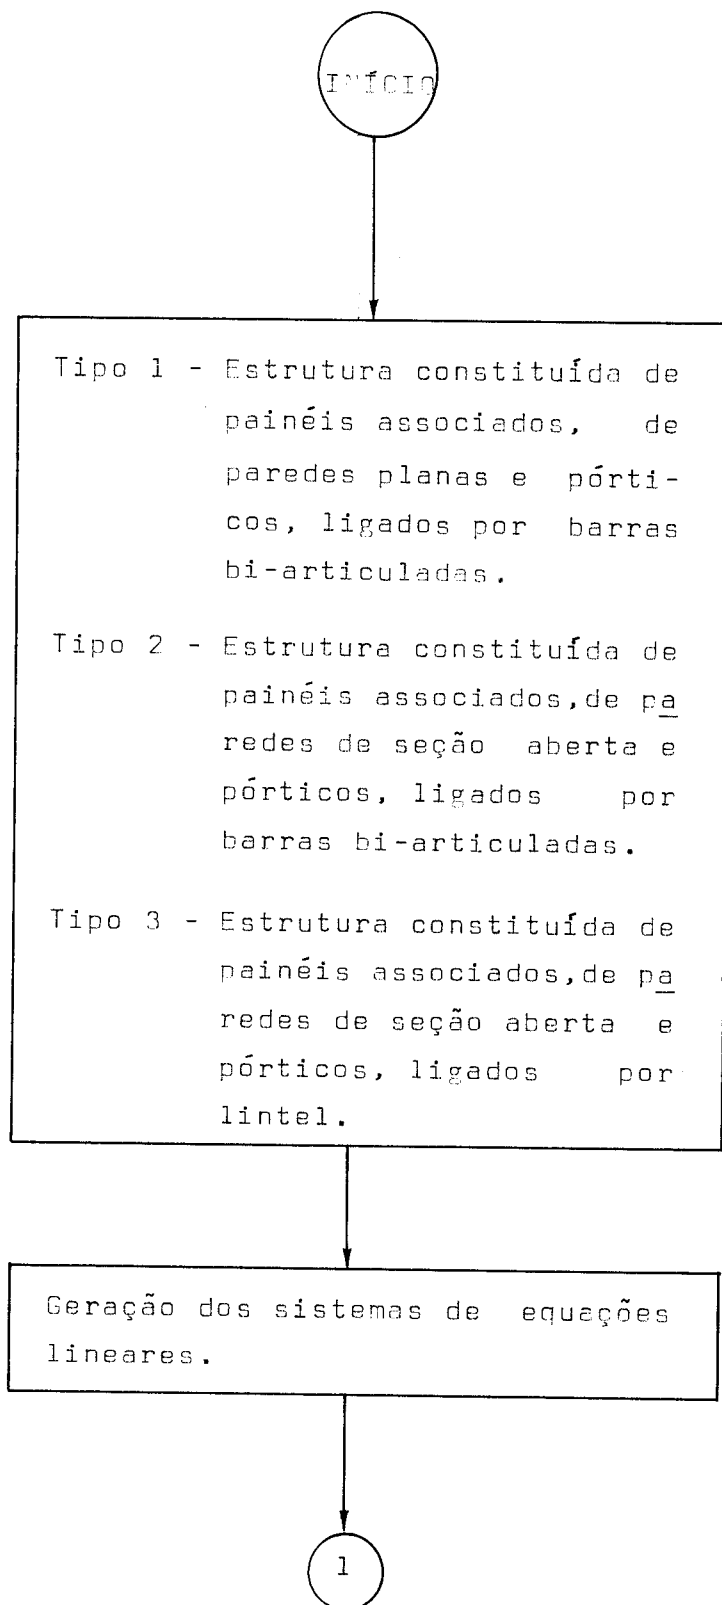 INÍCIO
Tipo 1 - Estrutura constituída de
painéis associados, de
paredes planas e pórti-
cos, ligados por barras
bi-articuladas.
Tipo 2 - Estrutura constituída de
painéis associados,de pa
redes de seção aberta e
pórticos, ligados por
barras bi-articuladas.
Tipo 3 - Estrutura constituída de
painéis associados,de pa
redes de seção aberta e
pórticos, ligados por
lintel.
Geração dos sistemas de equações
lineares.
1